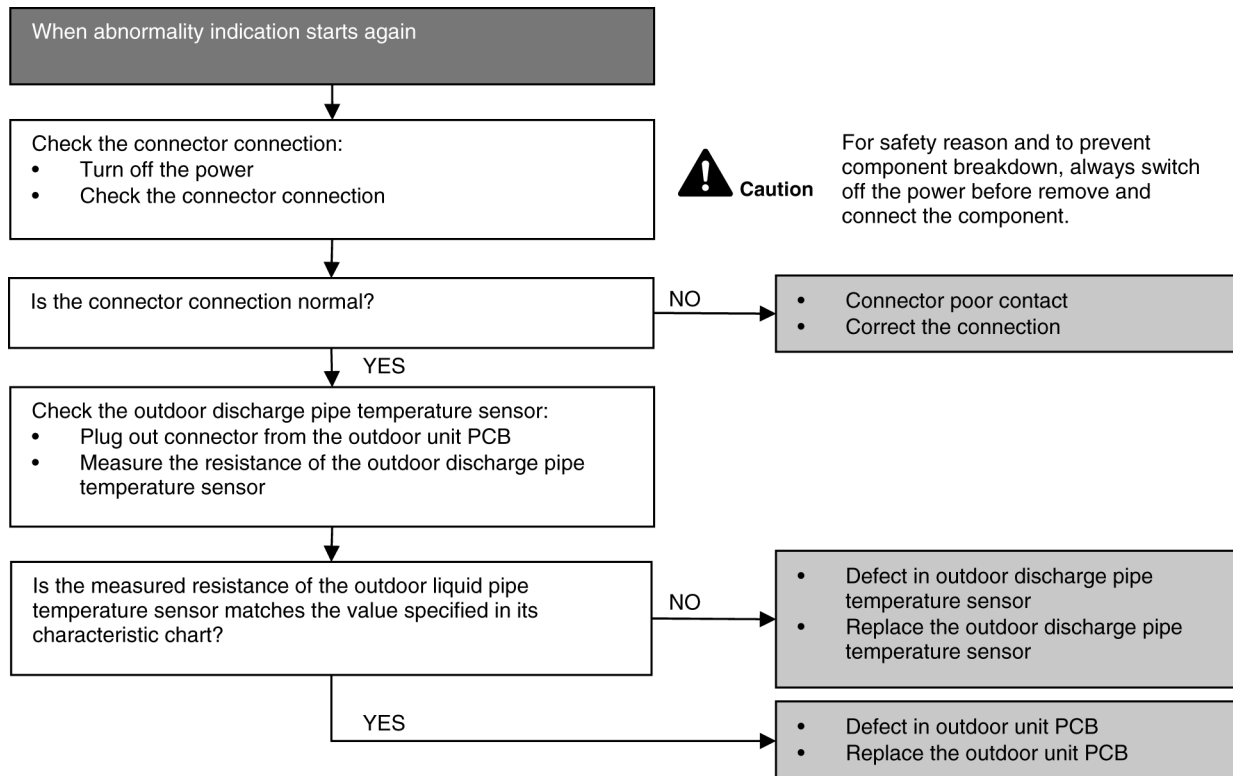 When abnormality indication starts again
Check the connector connection:
• Turn off the power
• Check the connector connection
Caution
For safety reason and to prevent
component breakdown, always switch
off the power before remove and
connect the component.
Is the connector connection normal?
NO
• Connector poor contact
• Correct the connection
YES
Check the outdoor discharge pipe temperature sensor:
• Plug out connector from the outdoor unit PCB
• Measure the resistance of the outdoor discharge pipe
temperature sensor
Is the measured resistance of the outdoor liquid pipe
temperature sensor matches the value specified in its
characteristic chart?
NO
• Defect in outdoor discharge pipe
temperature sensor
• Replace the outdoor discharge pipe
temperature sensor
YES
• Defect in outdoor unit PCB
• Replace the outdoor unit PCB